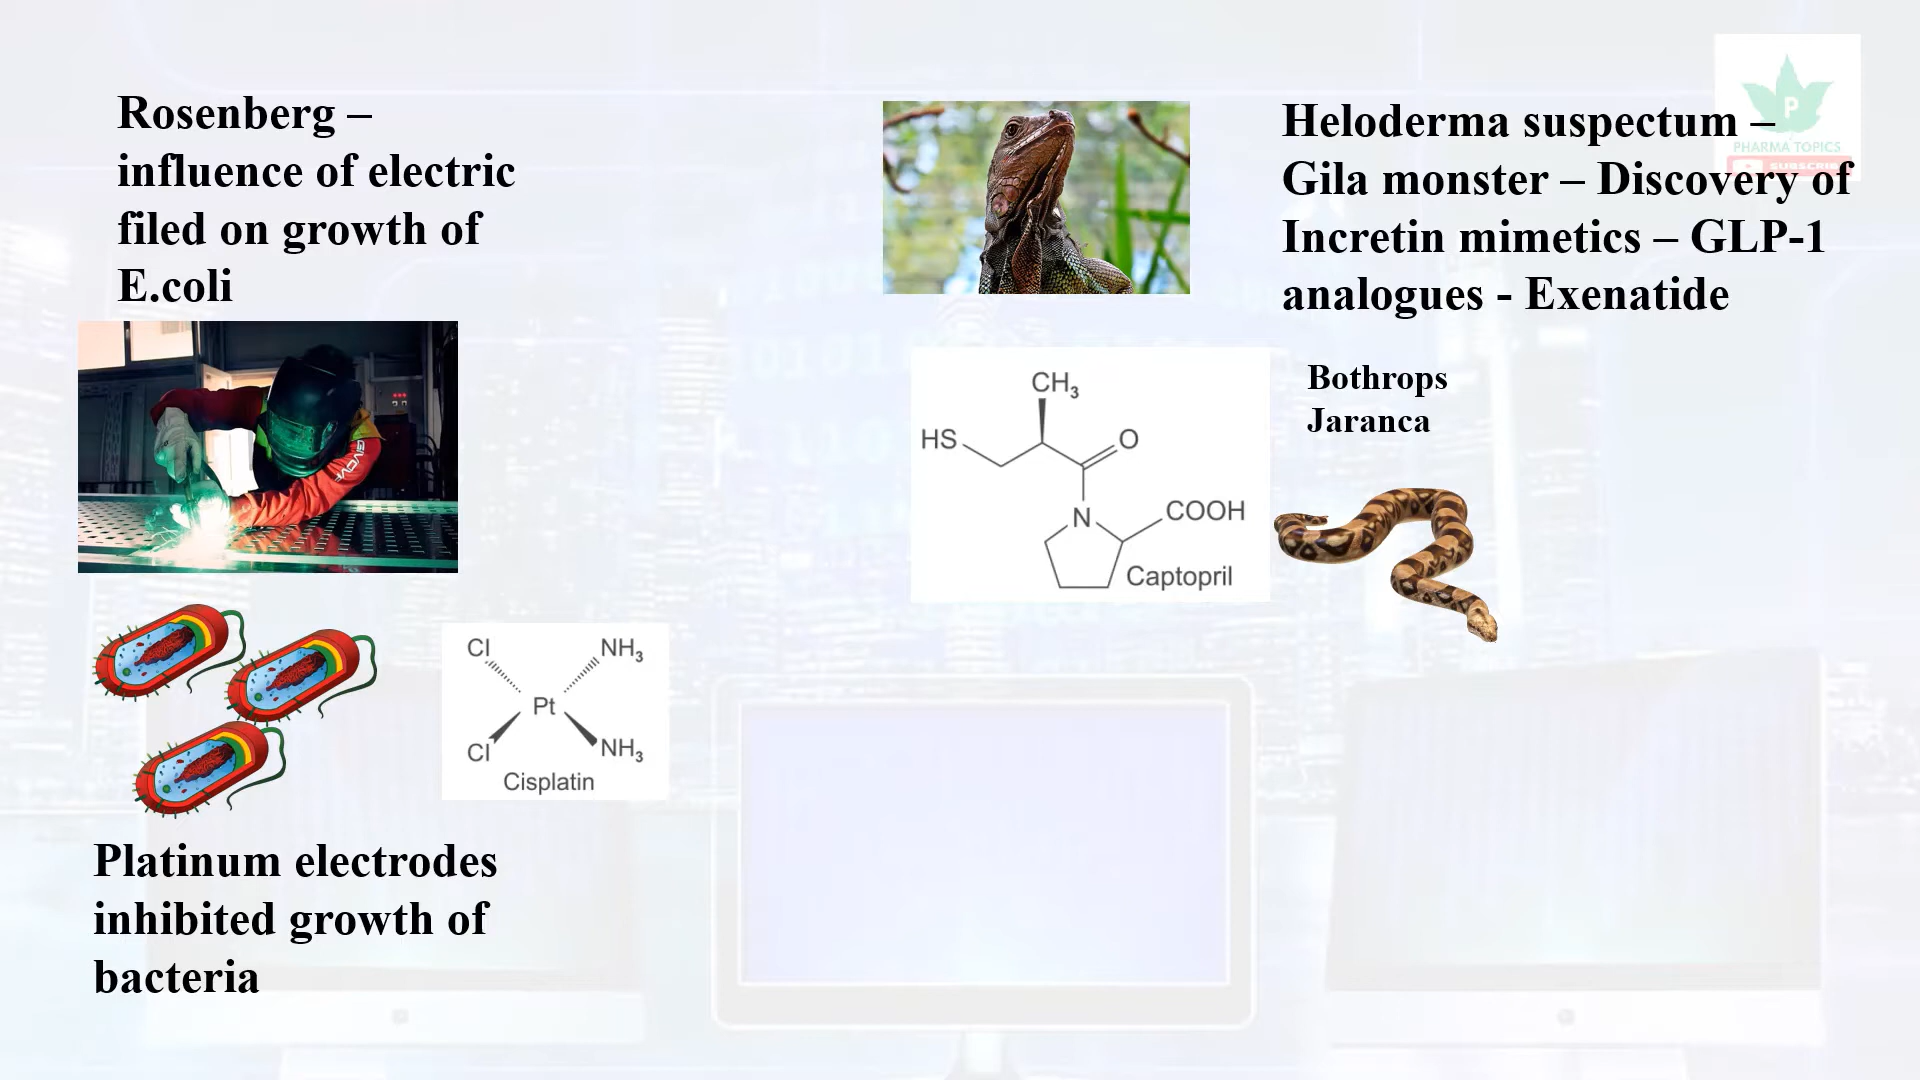 Rosenberg –
influence of electric
filed on growth of
E.coli
Cl
NH3
Pt
Cl
NH3
Cisplatin
Platinum electrodes
inhibited growth of
bacteria
Heloderma suspectum –
Gila monster – Discovery of
Incretin mimetics – GLP-1
analogues - Exenatide
P
PHARMA TOPICS
SUBSCRIBE
CH3
HS
O
N
COOH
Captopril
Bothrops
Jaranca